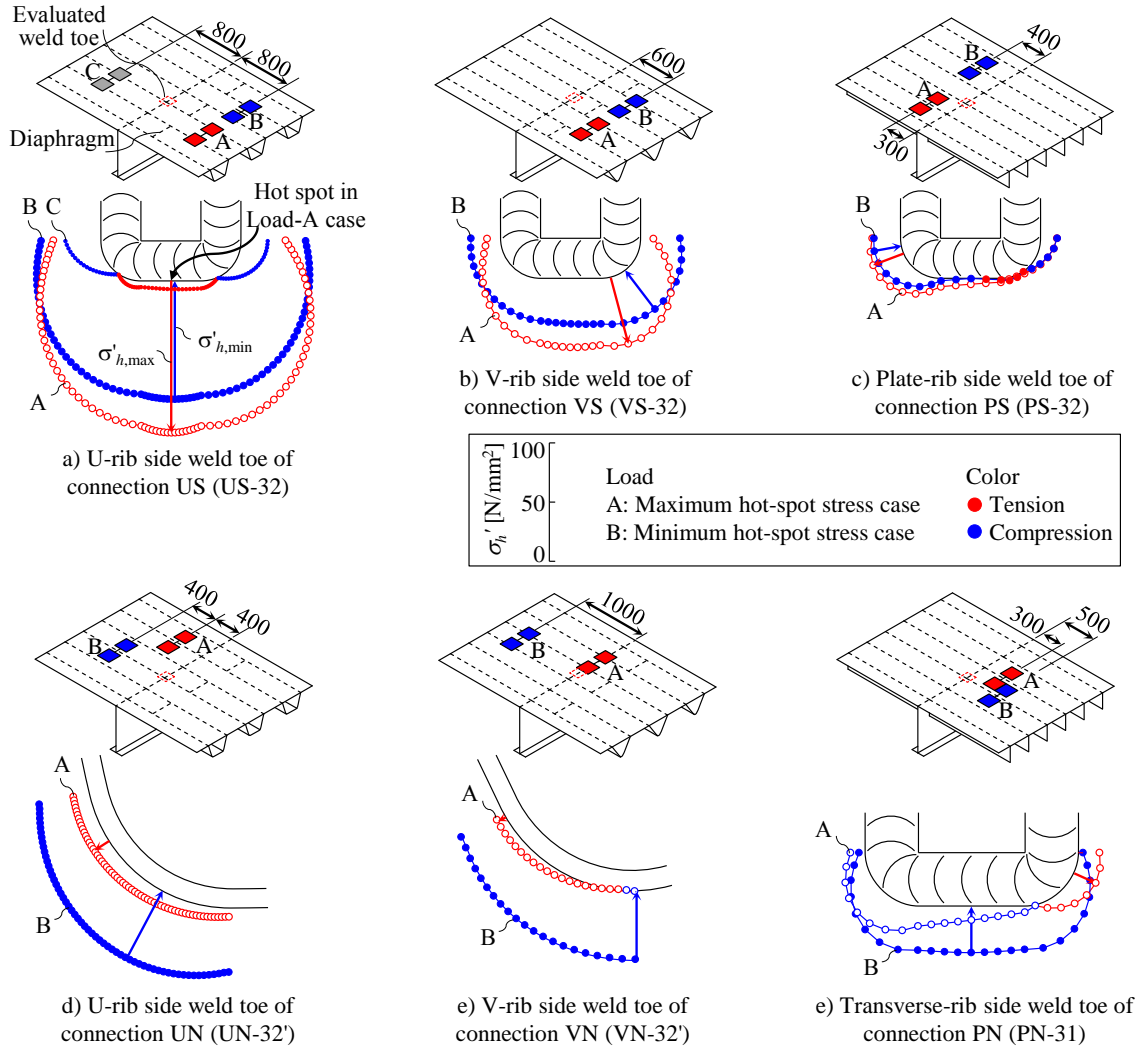 Evaluated
weld toe
800
800
C
B
A
Diaphragm
600
B
A
400
B
A
300
B C
Hot spot in
Load-A case
σ'h,max
σ'h,min
A
a) U-rib side weld toe of
connection US (US-32)
B
A
b) V-rib side weld toe of
connection VS (VS-32)
B
A
c) Plate-rib side weld toe of
connection PS (PS-32)
σh' [N/mm²]
100
50
0
Load
A: Maximum hot-spot stress case
B: Minimum hot-spot stress case
Color
Tension
Compression
400
400
B
A
1000
B
A
300
500
A
B
A
B
d) U-rib side weld toe of
connection UN (UN-32')
A
B
e) V-rib side weld toe of
connection VN (VN-32')
A
B
e) Transverse-rib side weld toe of
connection PN (PN-31)